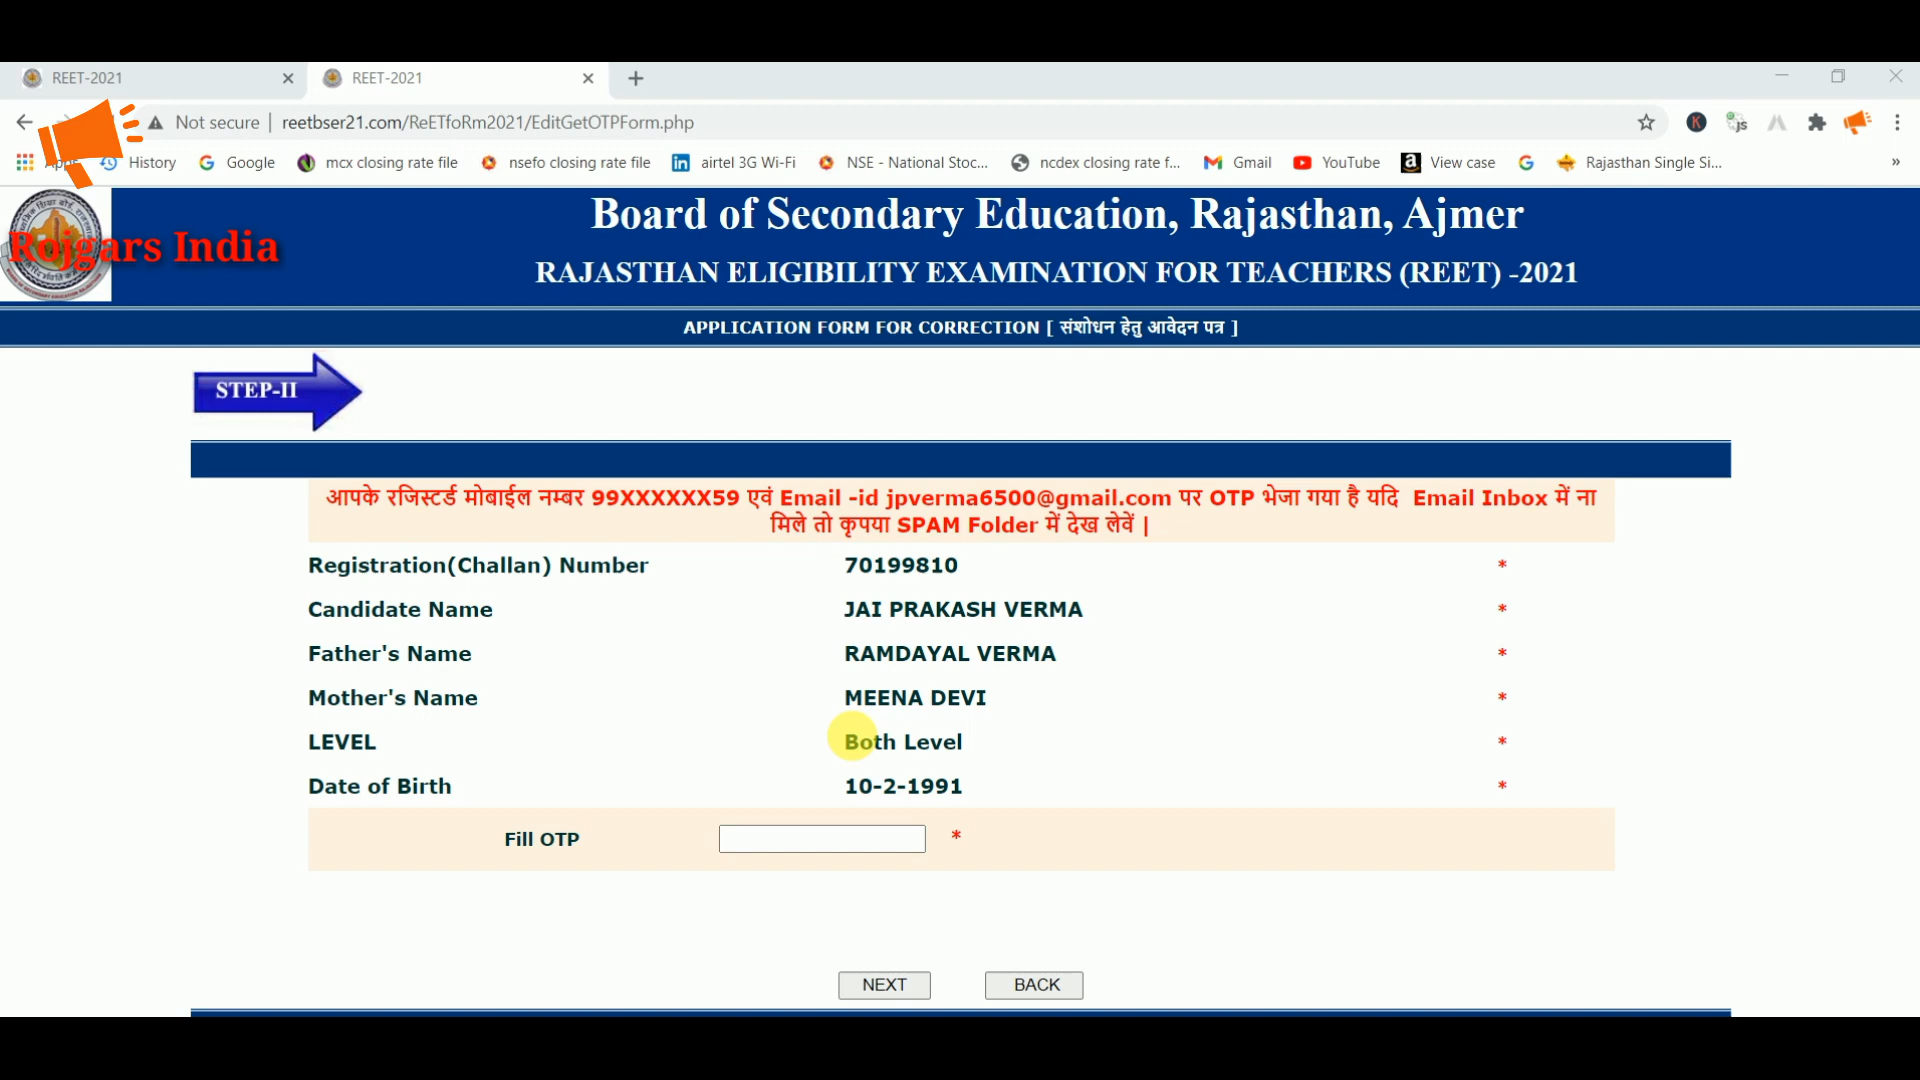 REET-2021
REET-2021
Not secure | reetbser21.com/ReETfoRm2021/EditGetOTPForm.php
History Google mcx closing rate file nsefo closing rate file airtel 3G Wi-Fi NSE - National Stoc... ncdex closing rate f... Gmail YouTube View case Rajasthan Single Si... »
Rojgars India
Board of Secondary Education, Rajasthan, Ajmer
RAJASTHAN ELIGIBILITY EXAMINATION FOR TEACHERS (REET) -2021
APPLICATION FORM FOR CORRECTION [ संशोधन हेतु आवेदन पत्र ]
STEP-II
आपके रजिस्टर्ड मोबाईल नम्बर 99XXXXXX59 एवं Email -id jpverma6500@gmail.com पर OTP भेजा गया है यदि Email Inbox में ना
मिले तो कृपया SPAM Folder में देख लेवें |
Registration(Challan) Number 70199810 *
Candidate Name JAI PRAKASH VERMA *
Father's Name RAMDAYAL VERMA *
Mother's Name MEENA DEVI *
LEVEL Both Level *
Date of Birth 10-2-1991 *
Fill OTP *
NEXT BACK